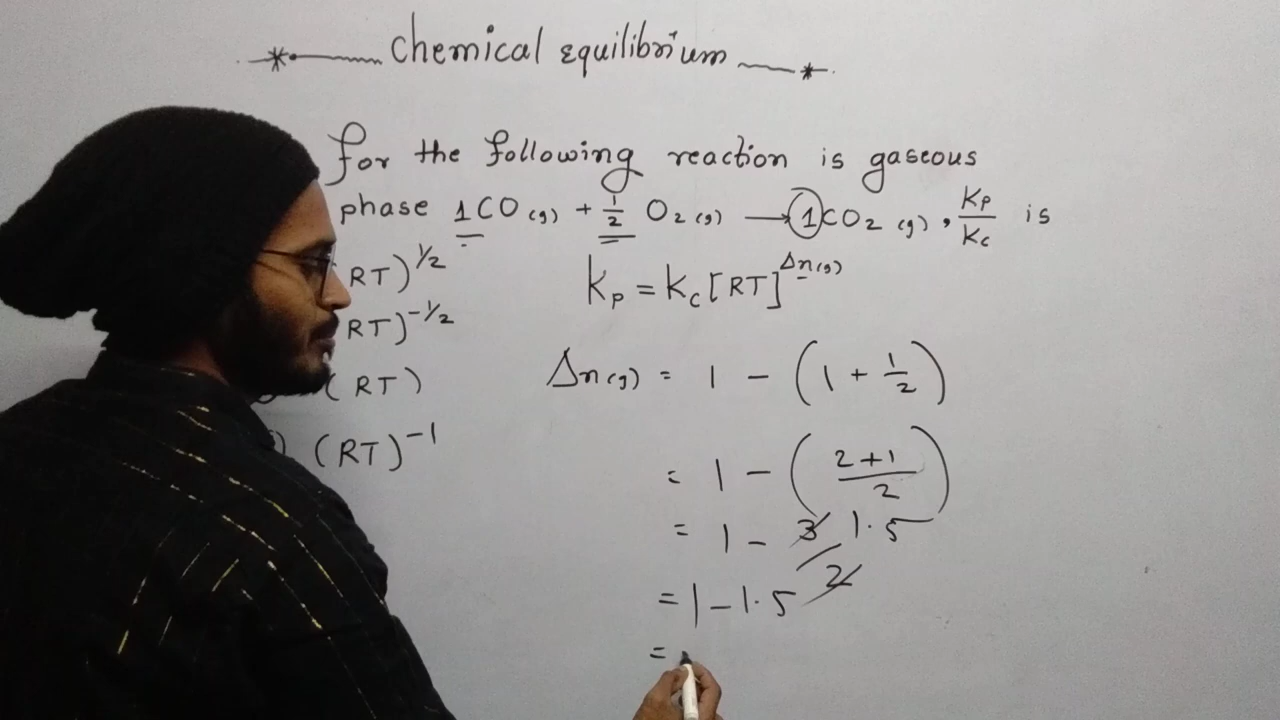 chemical equilibrium
for the following reaction is gaseous
phase 1CO (g) + 1/2 O2 (g) → 1CO2 (g), Kp/Kc is
RT)^1/2
RT)^-1/2
(RT)
(RT)^-1
Kp = Kc [RT]^Δn(g)
Δn(g) = 1 - (1 + 1/2)
= 1 - (2+1/2)
= 1 - 3/2 1.5
= 1 - 1.5
=